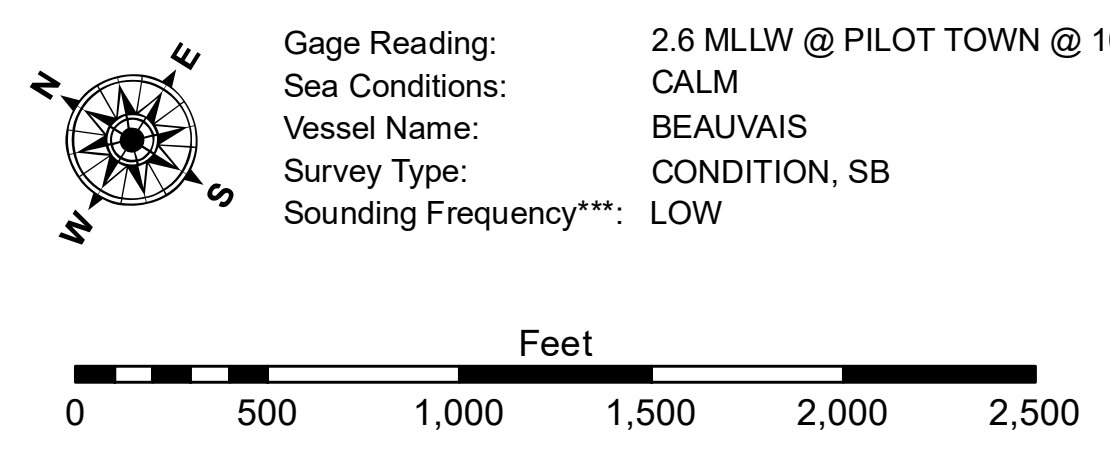 N E S W
Gage Reading: 2.6 MLLW @ PILOT TOWN @
Sea Conditions: CALM
Vessel Name: BEAUVAIS
Survey Type: CONDITION, SB
Sounding Frequency***: LOW
Feet
0 500 1,000 1,500 2,000 2,500